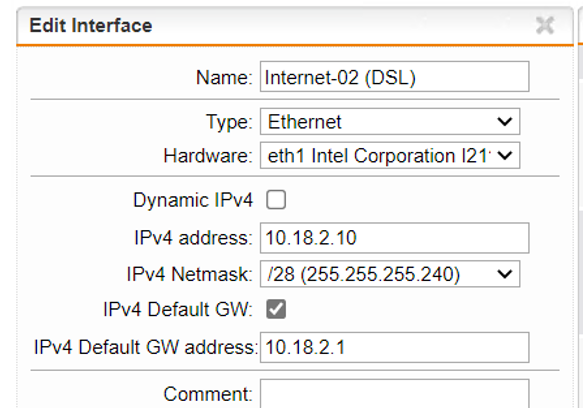 Edit Interface
Name: Internet-02 (DSL)
Type: Ethernet
Hardware: eth1 Intel Corporation I21
Dynamic IPv4
IPv4 address: 10.18.2.10
IPv4 Netmask: /28 (255.255.255.240)
IPv4 Default GW:
IPv4 Default GW address: 10.18.2.1
Comment: